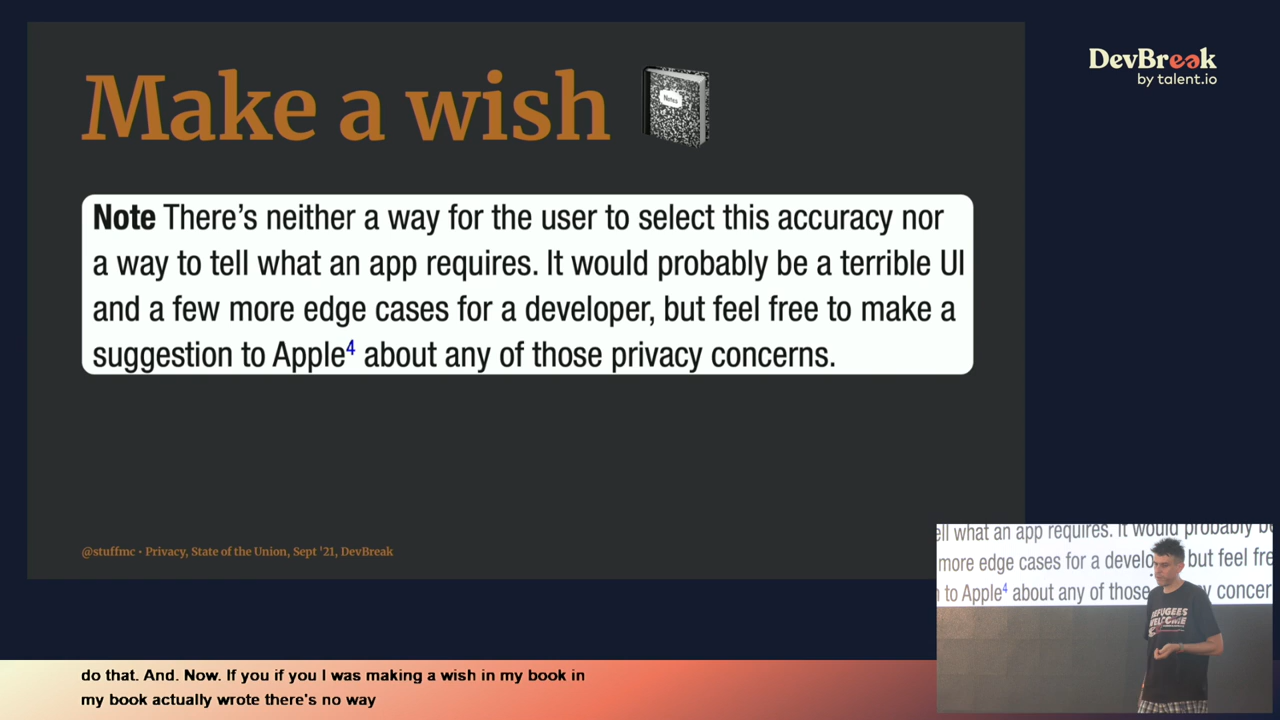 Make a wish
Notes
DevBreak
by talent.io
Note There's neither a way for the user to select this accuracy nor
a way to tell what an app requires. It would probably be a terrible UI
and a few more edge cases for a developer, but feel free to make a
suggestion to Apple4 about any of those privacy concerns.
@stuffmc • Privacy, State of the Union, Sept '21, DevBreak
ell what an app requires. It would probably b
more edge cases for a develo but feel fre
to Apple4 about any of those y concer
REFUGEES
WELCOME
do that. And. Now. If you if you I was making a wish in my book in
my book actually wrote there's no way